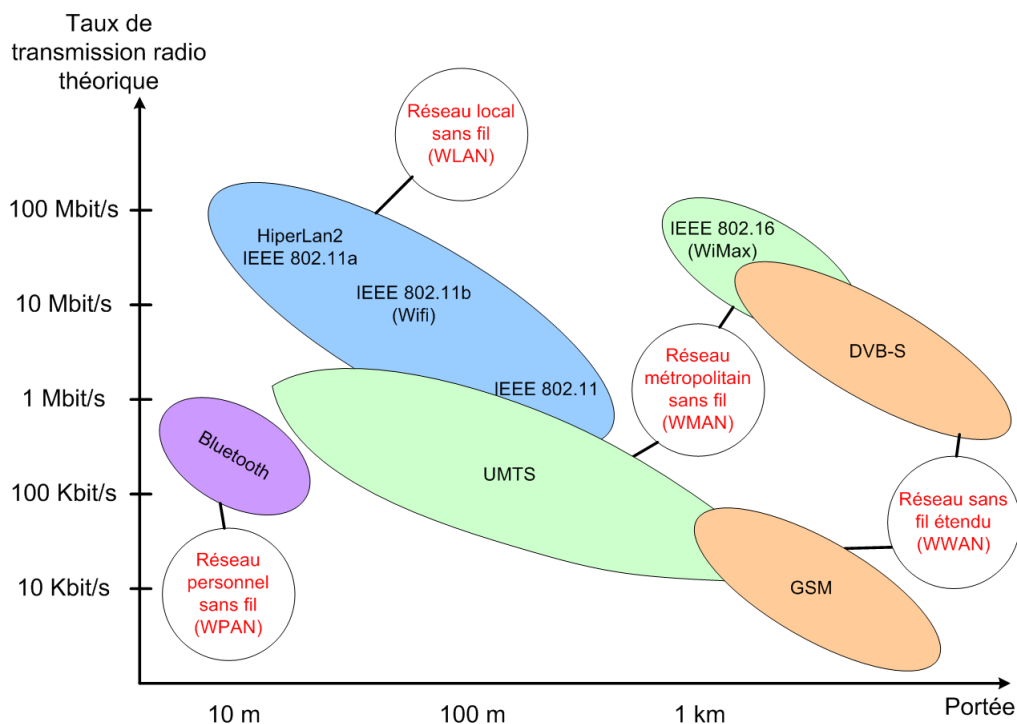 Taux de
transmission radio
théorique
Réseau local
sans fil
(WLAN)
100 Mbit/s
10 Mbit/s
1 Mbit/s
100 Kbit/s
10 Kbit/s
HiperLan2
IEEE 802.11a
IEEE 802.11b
(Wifi)
IEEE 802.11
IEEE 802.16
(WiMax)
DVB-S
Réseau
métropolitain
sans fil
(WMAN)
Bluetooth
UMTS
Réseau sans
fil étendu
(WWAN)
Réseau
personnel
sans fil
(WPAN)
GSM
10 m
100 m
1 km
Portée